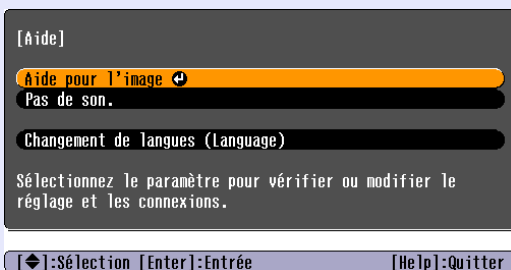 [Aide]
Aide pour l'image
Pas de son.
Changement de langues (Language)
Sélectionnez le paramètre pour vérifier ou modifier le
réglage et les connexions.
[◆]:Sélection [Enter]:Entrée [Help]:Quitter